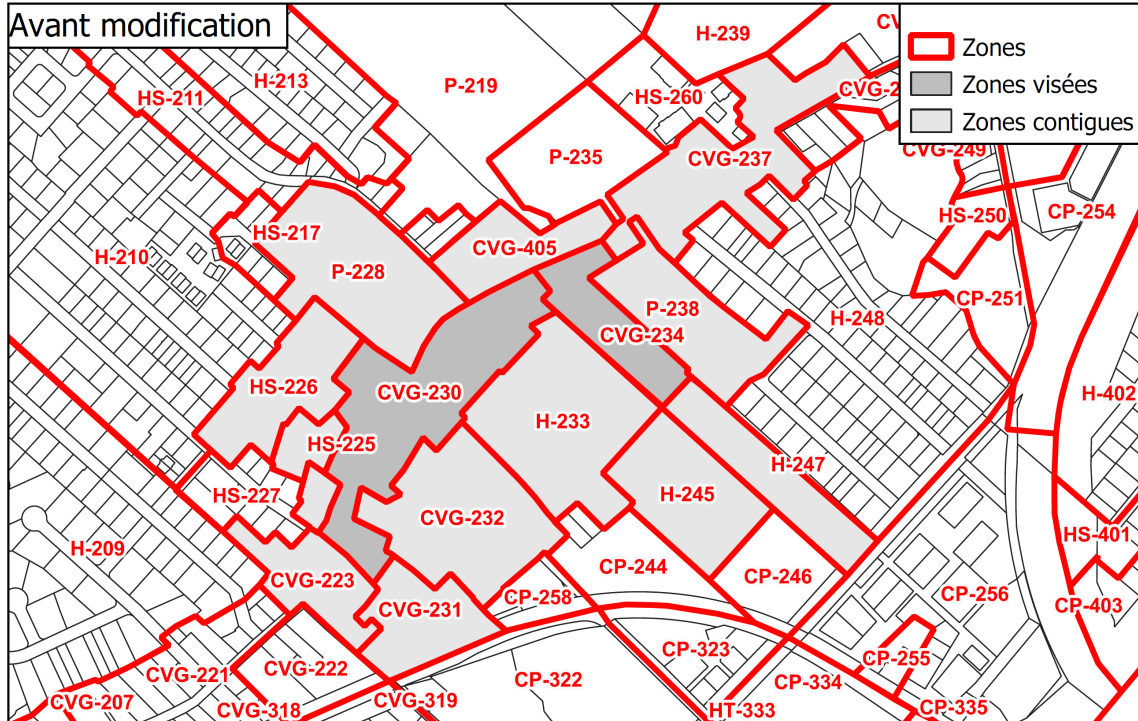 Avant modification
Zones
Zones visées
Zones contigues
H-239
H-213
P-219
HS-211
HS-260
CVG-2
P-235
CVG-237
CVG-249
HS-250
CP-254
HS-217
H-210
CVG-405
P-228
CP-251
P-238
H-248
CVG-234
HS-226
CVG-230
H-402
H-233
HS-225
H-247
HS-227
H-245
CVG-232
HS-401
H-209
CP-244
CP-246
CVG-223
CP-258
CP-256
CVG-231
CP-403
CP-323
CP-255
CVG-221
CVG-222
CP-322
CP-334
CVG-207
CVG-319
CVG-318
HT-333
CP-335